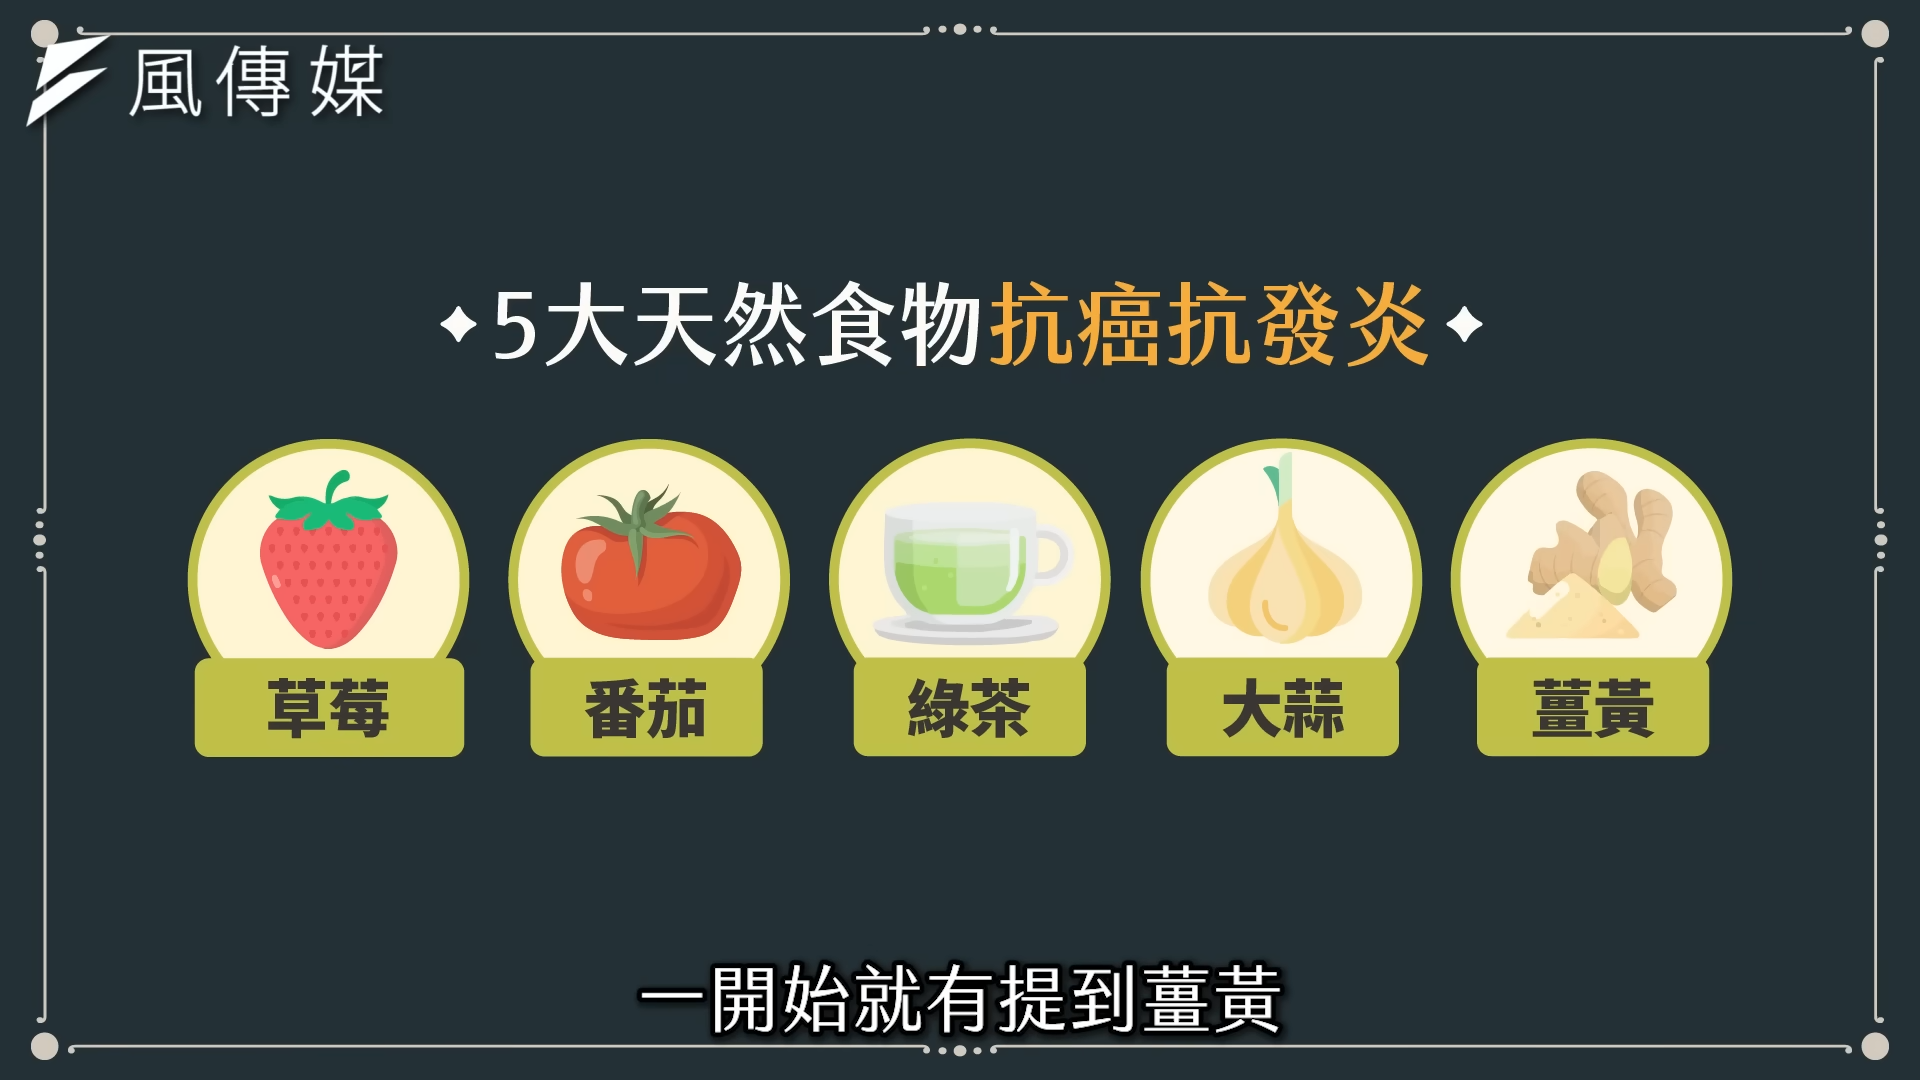 風傳媒
5大天然食物抗癌抗發炎
草莓
番茄
綠茶
大蒜
薑黃
一開始就有提到薑黃